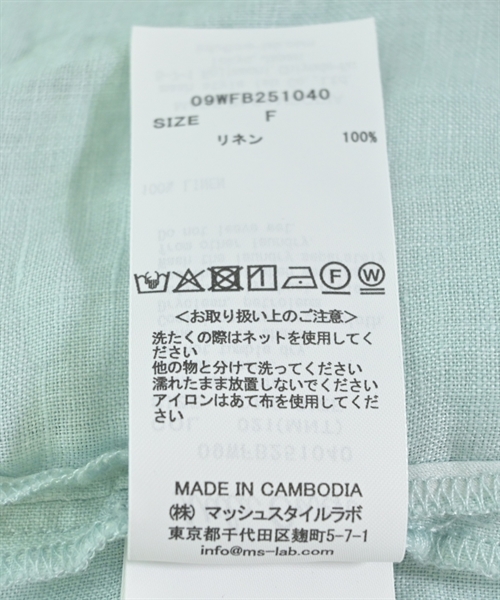 09WFB251040
SIZE F
リネン 100%
F W
<お取り扱い上のご注意>
洗たくの際はネットを使用してく
ださい
他の物と分けて洗ってください
濡れたまま放置しないでください
アイロンはあて布を使用してくだ
さい
MADE IN CAMBODIA
(株) マッシュスタイルラボ
東京都千代田区麹町5-7-1
info@ms-lab.com